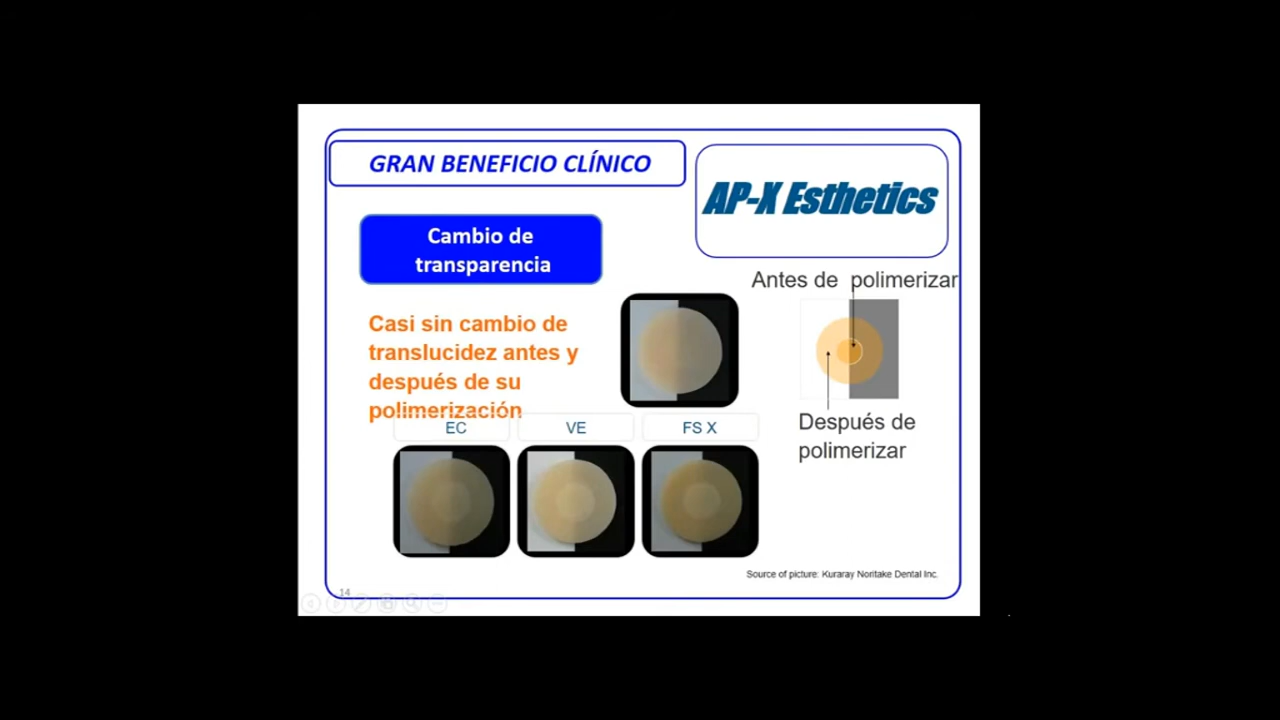 GRAN BENEFICIO CLÍNICO
AP-X Esthetics
Cambio de
transparencia
Antes de polimerizar
Casi sin cambio de
translucidez antes y
después de su
polimerización
EC
VE
FS X
Después de
polimerizar
Source of picture: Kuraray Noritake Dental Inc.
14